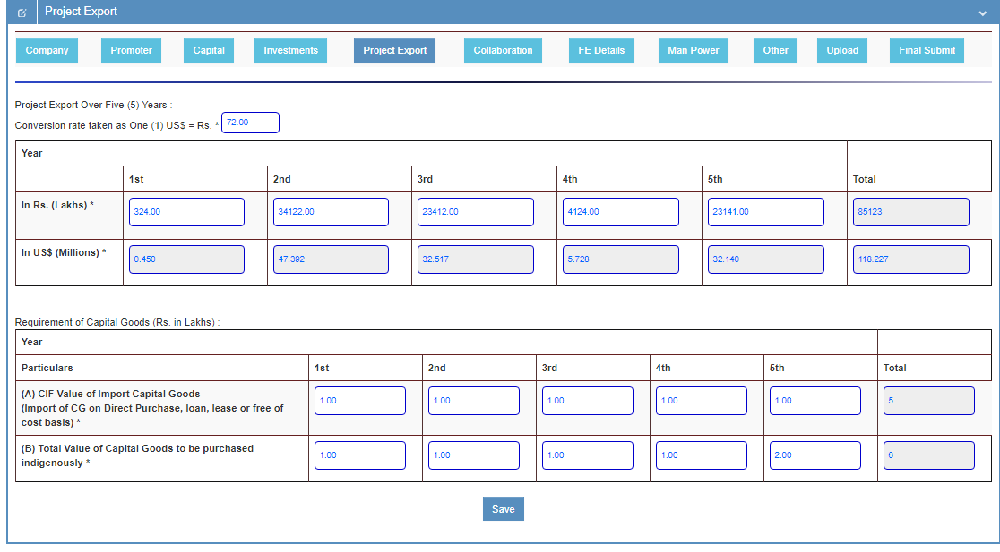 Project Export
Company Promoter Capital Investments Project Export Collaboration FE Details Man Power Other Upload Final Submit
Project Export Over Five (5) Years :
Conversion rate taken as One (1) US$ = Rs. * 72.00
Year
1st 2nd 3rd 4th 5th Total
In Rs. (Lakhs) * 324.00 34122.00 23412.00 4124.00 23141.00 85123
In US$ (Millions) * 0.450 47.392 32.517 5.728 32.140 118.227
Requirement of Capital Goods (Rs. in Lakhs) :
Year
Particulars 1st 2nd 3rd 4th 5th Total
(A) CIF Value of Import Capital Goods
(Import of CG on Direct Purchase, loan, lease or free of
cost basis) * 1.00 1.00 1.00 1.00 1.00 5
(B) Total Value of Capital Goods to be purchased
indigenously * 1.00 1.00 1.00 1.00 2.00 6
Save